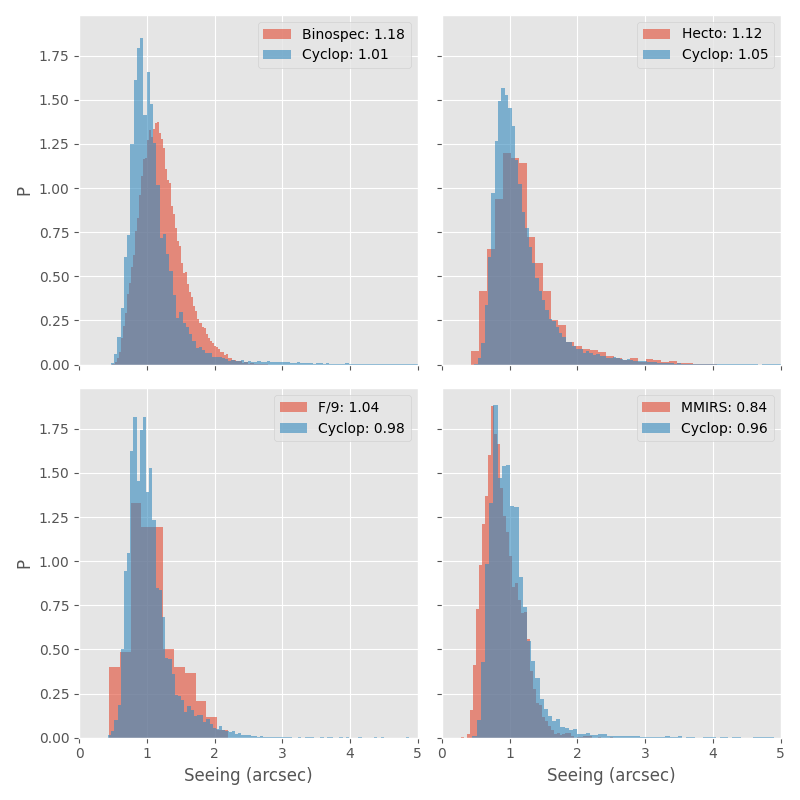 Binospec: 1.18
Cyclop: 1.01
Hecto: 1.12
Cyclop: 1.05
P
1.75
1.50
1.25
1.00
0.75
0.50
0.25
0.00
0 1 2 3 4 5
0 1 2 3 4 5
F/9: 1.04
Cyclop: 0.98
MMIRS: 0.84
Cyclop: 0.96
P
1.75
1.50
1.25
1.00
0.75
0.50
0.25
0.00
Seeing (arcsec)
Seeing (arcsec)